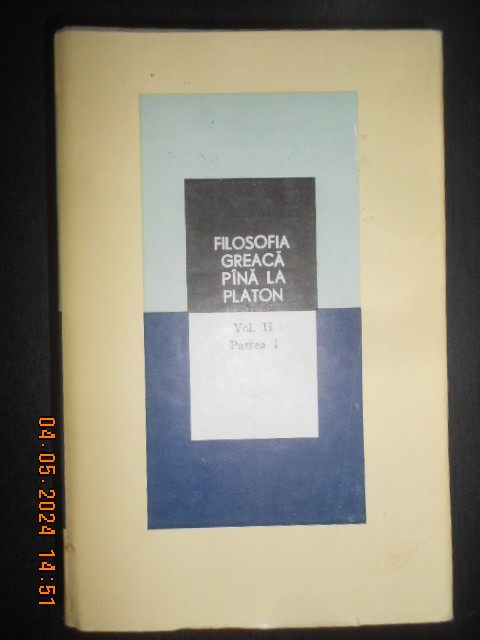 FILOSOFIA
GREACĂ
PÎNĂ LA
PLATON
Vol. II
Partea I
04.05.2024 14:51